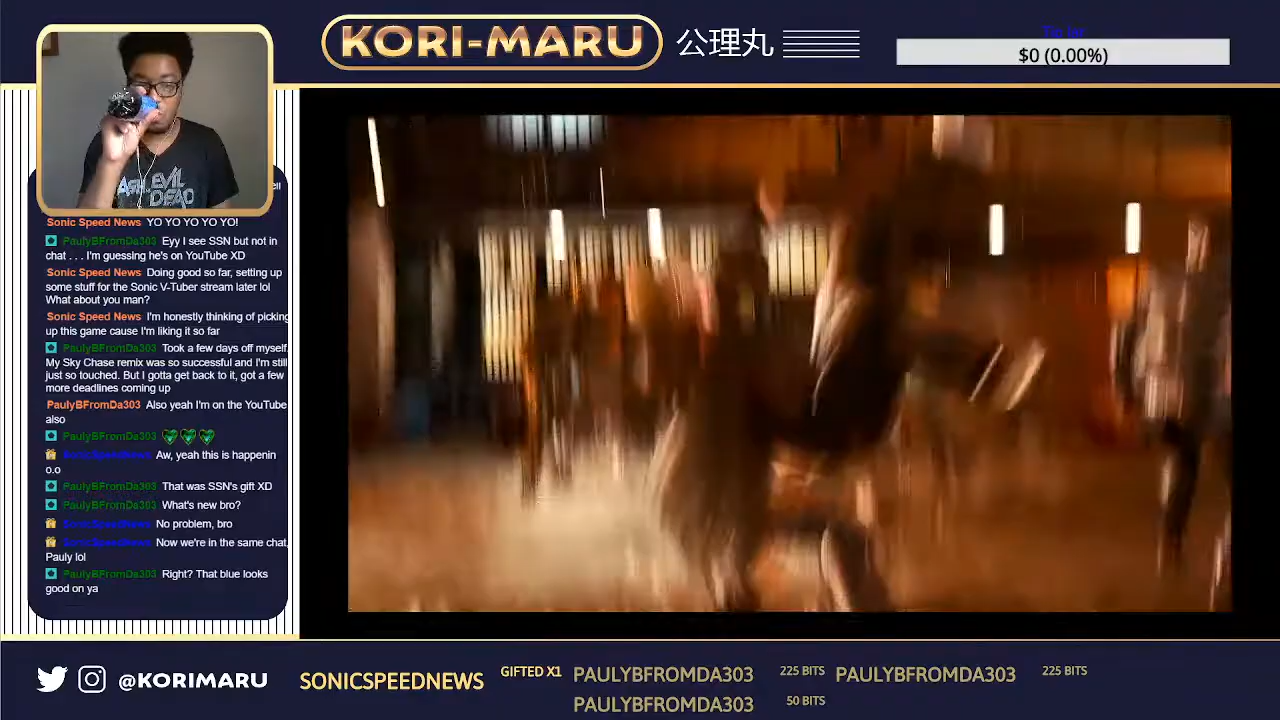 KORI-MARU
公理丸
Tip Jar
$0 (0.00%)
EVIL
DEAD
ell
Sonic Speed News YO YO YO YO YO!
PaulyBFromDa303 Eyy I see SSN but not in
chat . . . I'm guessing he's on YouTube XD
Sonic Speed News Doing good so far, setting up
some stuff for the Sonic V-Tuber stream later lol
What about you man?
Sonic Speed News I'm honestly thinking of picking
up this game cause I'm liking it so far
PaulyBFromDa303 Took a few days off myself.
My Sky Chase remix was so successful and I'm still
just so touched. But I gotta get back to it, got a few
more deadlines coming up
PaulyBFromDa303 Also yeah I'm on the YouTube
also
PaulyBFromDa303
SonicSpeedNews Aw, yeah this is happenin
o.o
PaulyBFromDa303 That was SSN's gift XD
PaulyBFromDa303 What's new bro?
SonicSpeedNews No problem, bro
SonicSpeedNews Now we're in the same chat,
Pauly lol
PaulyBFromDa303 Right? That blue looks
good on ya
@KORIMARU
SONICSPEEDNEWS GIFTED X1 PAULYBFROMDA303 225 BITS PAULYBFROMDA303 225 BITS
PAULYBFROMDA303 50 BITS